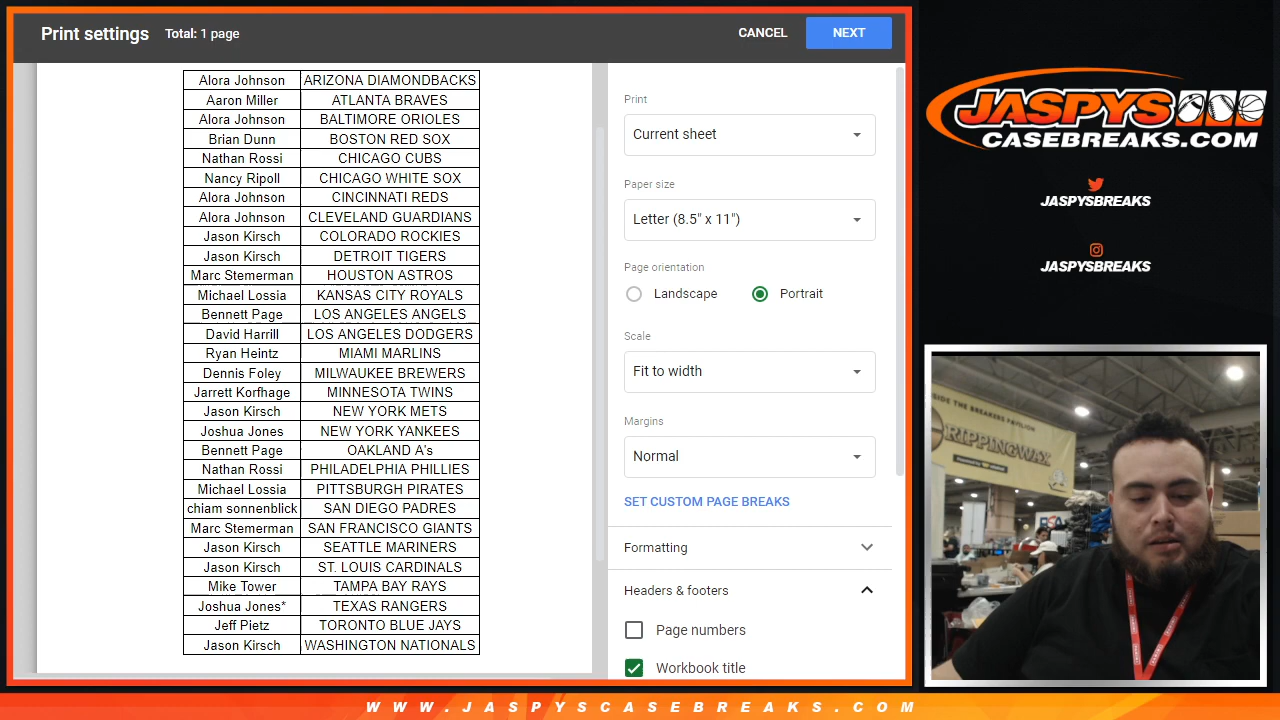 Print settings Total: 1 page CANCEL NEXT
Alora Johnson ARIZONA DIAMONDBACKS
Aaron Miller ATLANTA BRAVES
Alora Johnson BALTIMORE ORIOLES
Brian Dunn BOSTON RED SOX
Nathan Rossi CHICAGO CUBS
Nancy Ripoll CHICAGO WHITE SOX
Alora Johnson CINCINNATI REDS
Alora Johnson CLEVELAND GUARDIANS
Jason Kirsch COLORADO ROCKIES
Jason Kirsch DETROIT TIGERS
Marc Stemerman HOUSTON ASTROS
Michael Lossia KANSAS CITY ROYALS
Bennett Page LOS ANGELES ANGELS
David Harrill LOS ANGELES DODGERS
Ryan Heintz MIAMI MARLINS
Dennis Foley MILWAUKEE BREWERS
Jarrett Korfhage MINNESOTA TWINS
Jason Kirsch NEW YORK METS
Joshua Jones NEW YORK YANKEES
Bennett Page OAKLAND A's
Nathan Rossi PHILADELPHIA PHILLIES
Michael Lossia PITTSBURGH PIRATES
chiam sonnenblick SAN DIEGO PADRES
Marc Stemerman SAN FRANCISCO GIANTS
Jason Kirsch SEATTLE MARINERS
Jason Kirsch ST. LOUIS CARDINALS
Mike Tower TAMPA BAY RAYS
Joshua Jones* TEXAS RANGERS
Jeff Pietz TORONTO BLUE JAYS
Jason Kirsch WASHINGTON NATIONALS
Print
Current sheet
Paper size
Letter (8.5" x 11")
Page orientation
Landscape Portrait
Scale
Fit to width
Margins
Normal
SET CUSTOM PAGE BREAKS
Formatting
Headers & footers
Page numbers
Workbook title
JASPYS
CASEBREAKS.COM
JASPYSBREAKS
JASPYSBREAKS
THE BREAKERS PAVILION
RIPPINGWAX
WWW.JASPYSCASEBREAKS.COM